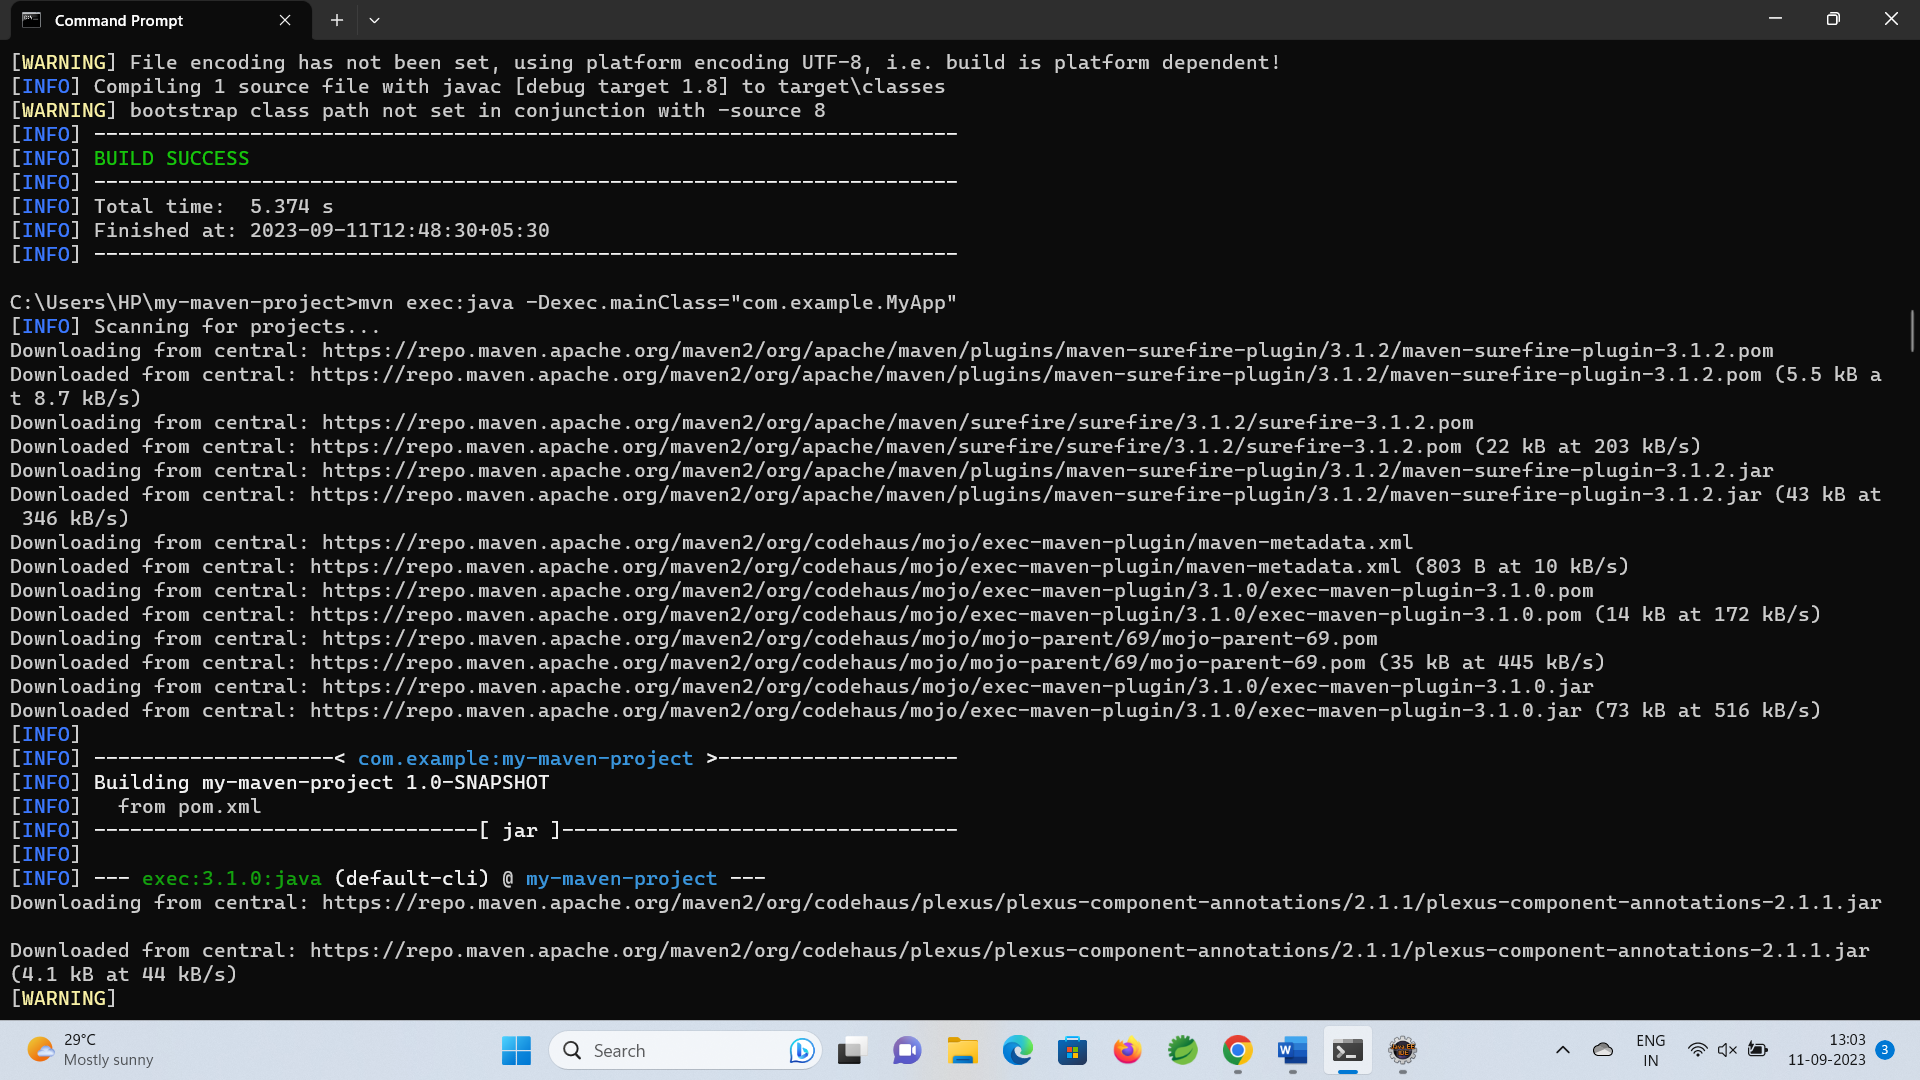 Command Prompt
[WARNING] File encoding has not been set, using platform encoding UTF-8, i.e. build is platform dependent!
[INFO] Compiling 1 source file with javac [debug target 1.8] to target\classes
[WARNING] bootstrap class path not set in conjunction with -source 8
[INFO] ------------------------------------------------------------------------
[INFO] BUILD SUCCESS
[INFO] ------------------------------------------------------------------------
[INFO] Total time:  5.374 s
[INFO] Finished at: 2023-09-11T12:48:30+05:30
[INFO] ------------------------------------------------------------------------
C:\Users\HP\my-maven-project>mvn exec:java -Dexec.mainClass="com.example.MyApp"
[INFO] Scanning for projects...
Downloading from central: https://repo.maven.apache.org/maven2/org/apache/maven/plugins/maven-surefire-plugin/3.1.2/maven-surefire-plugin-3.1.2.pom
Downloaded from central: https://repo.maven.apache.org/maven2/org/apache/maven/plugins/maven-surefire-plugin/3.1.2/maven-surefire-plugin-3.1.2.pom (5.5 kB a
t 8.7 kB/s)
Downloading from central: https://repo.maven.apache.org/maven2/org/apache/maven/surefire/surefire/3.1.2/surefire-3.1.2.pom
Downloaded from central: https://repo.maven.apache.org/maven2/org/apache/maven/surefire/surefire/3.1.2/surefire-3.1.2.pom (22 kB at 203 kB/s)
Downloading from central: https://repo.maven.apache.org/maven2/org/apache/maven/plugins/maven-surefire-plugin/3.1.2/maven-surefire-plugin-3.1.2.jar
Downloaded from central: https://repo.maven.apache.org/maven2/org/apache/maven/plugins/maven-surefire-plugin/3.1.2/maven-surefire-plugin-3.1.2.jar (43 kB at
 346 kB/s)
Downloading from central: https://repo.maven.apache.org/maven2/org/codehaus/mojo/exec-maven-plugin/maven-metadata.xml
Downloaded from central: https://repo.maven.apache.org/maven2/org/codehaus/mojo/exec-maven-plugin/maven-metadata.xml (803 B at 10 kB/s)
Downloading from central: https://repo.maven.apache.org/maven2/org/codehaus/mojo/exec-maven-plugin/3.1.0/exec-maven-plugin-3.1.0.pom
Downloaded from central: https://repo.maven.apache.org/maven2/org/codehaus/mojo/exec-maven-plugin/3.1.0/exec-maven-plugin-3.1.0.pom (14 kB at 172 kB/s)
Downloading from central: https://repo.maven.apache.org/maven2/org/codehaus/mojo/mojo-parent/69/mojo-parent-69.pom
Downloaded from central: https://repo.maven.apache.org/maven2/org/codehaus/mojo/mojo-parent/69/mojo-parent-69.pom (35 kB at 445 kB/s)
Downloading from central: https://repo.maven.apache.org/maven2/org/codehaus/mojo/exec-maven-plugin/3.1.0/exec-maven-plugin-3.1.0.jar
Downloaded from central: https://repo.maven.apache.org/maven2/org/codehaus/mojo/exec-maven-plugin/3.1.0/exec-maven-plugin-3.1.0.jar (73 kB at 516 kB/s)
[INFO]
[INFO] --------------------< com.example:my-maven-project >--------------------
[INFO] Building my-maven-project 1.0-SNAPSHOT
[INFO]   from pom.xml
[INFO] --------------------------------[ jar ]---------------------------------
[INFO]
[INFO] --- exec:3.1.0:java (default-cli) @ my-maven-project ---
Downloading from central: https://repo.maven.apache.org/maven2/org/codehaus/plexus/plexus-component-annotations/2.1.1/plexus-component-annotations-2.1.1.jar
Downloaded from central: https://repo.maven.apache.org/maven2/org/codehaus/plexus/plexus-component-annotations/2.1.1/plexus-component-annotations-2.1.1.jar
(4.1 kB at 44 kB/s)
[WARNING]
29°C
Mostly sunny
Search
ENG
IN
13:03
11-09-2023
3